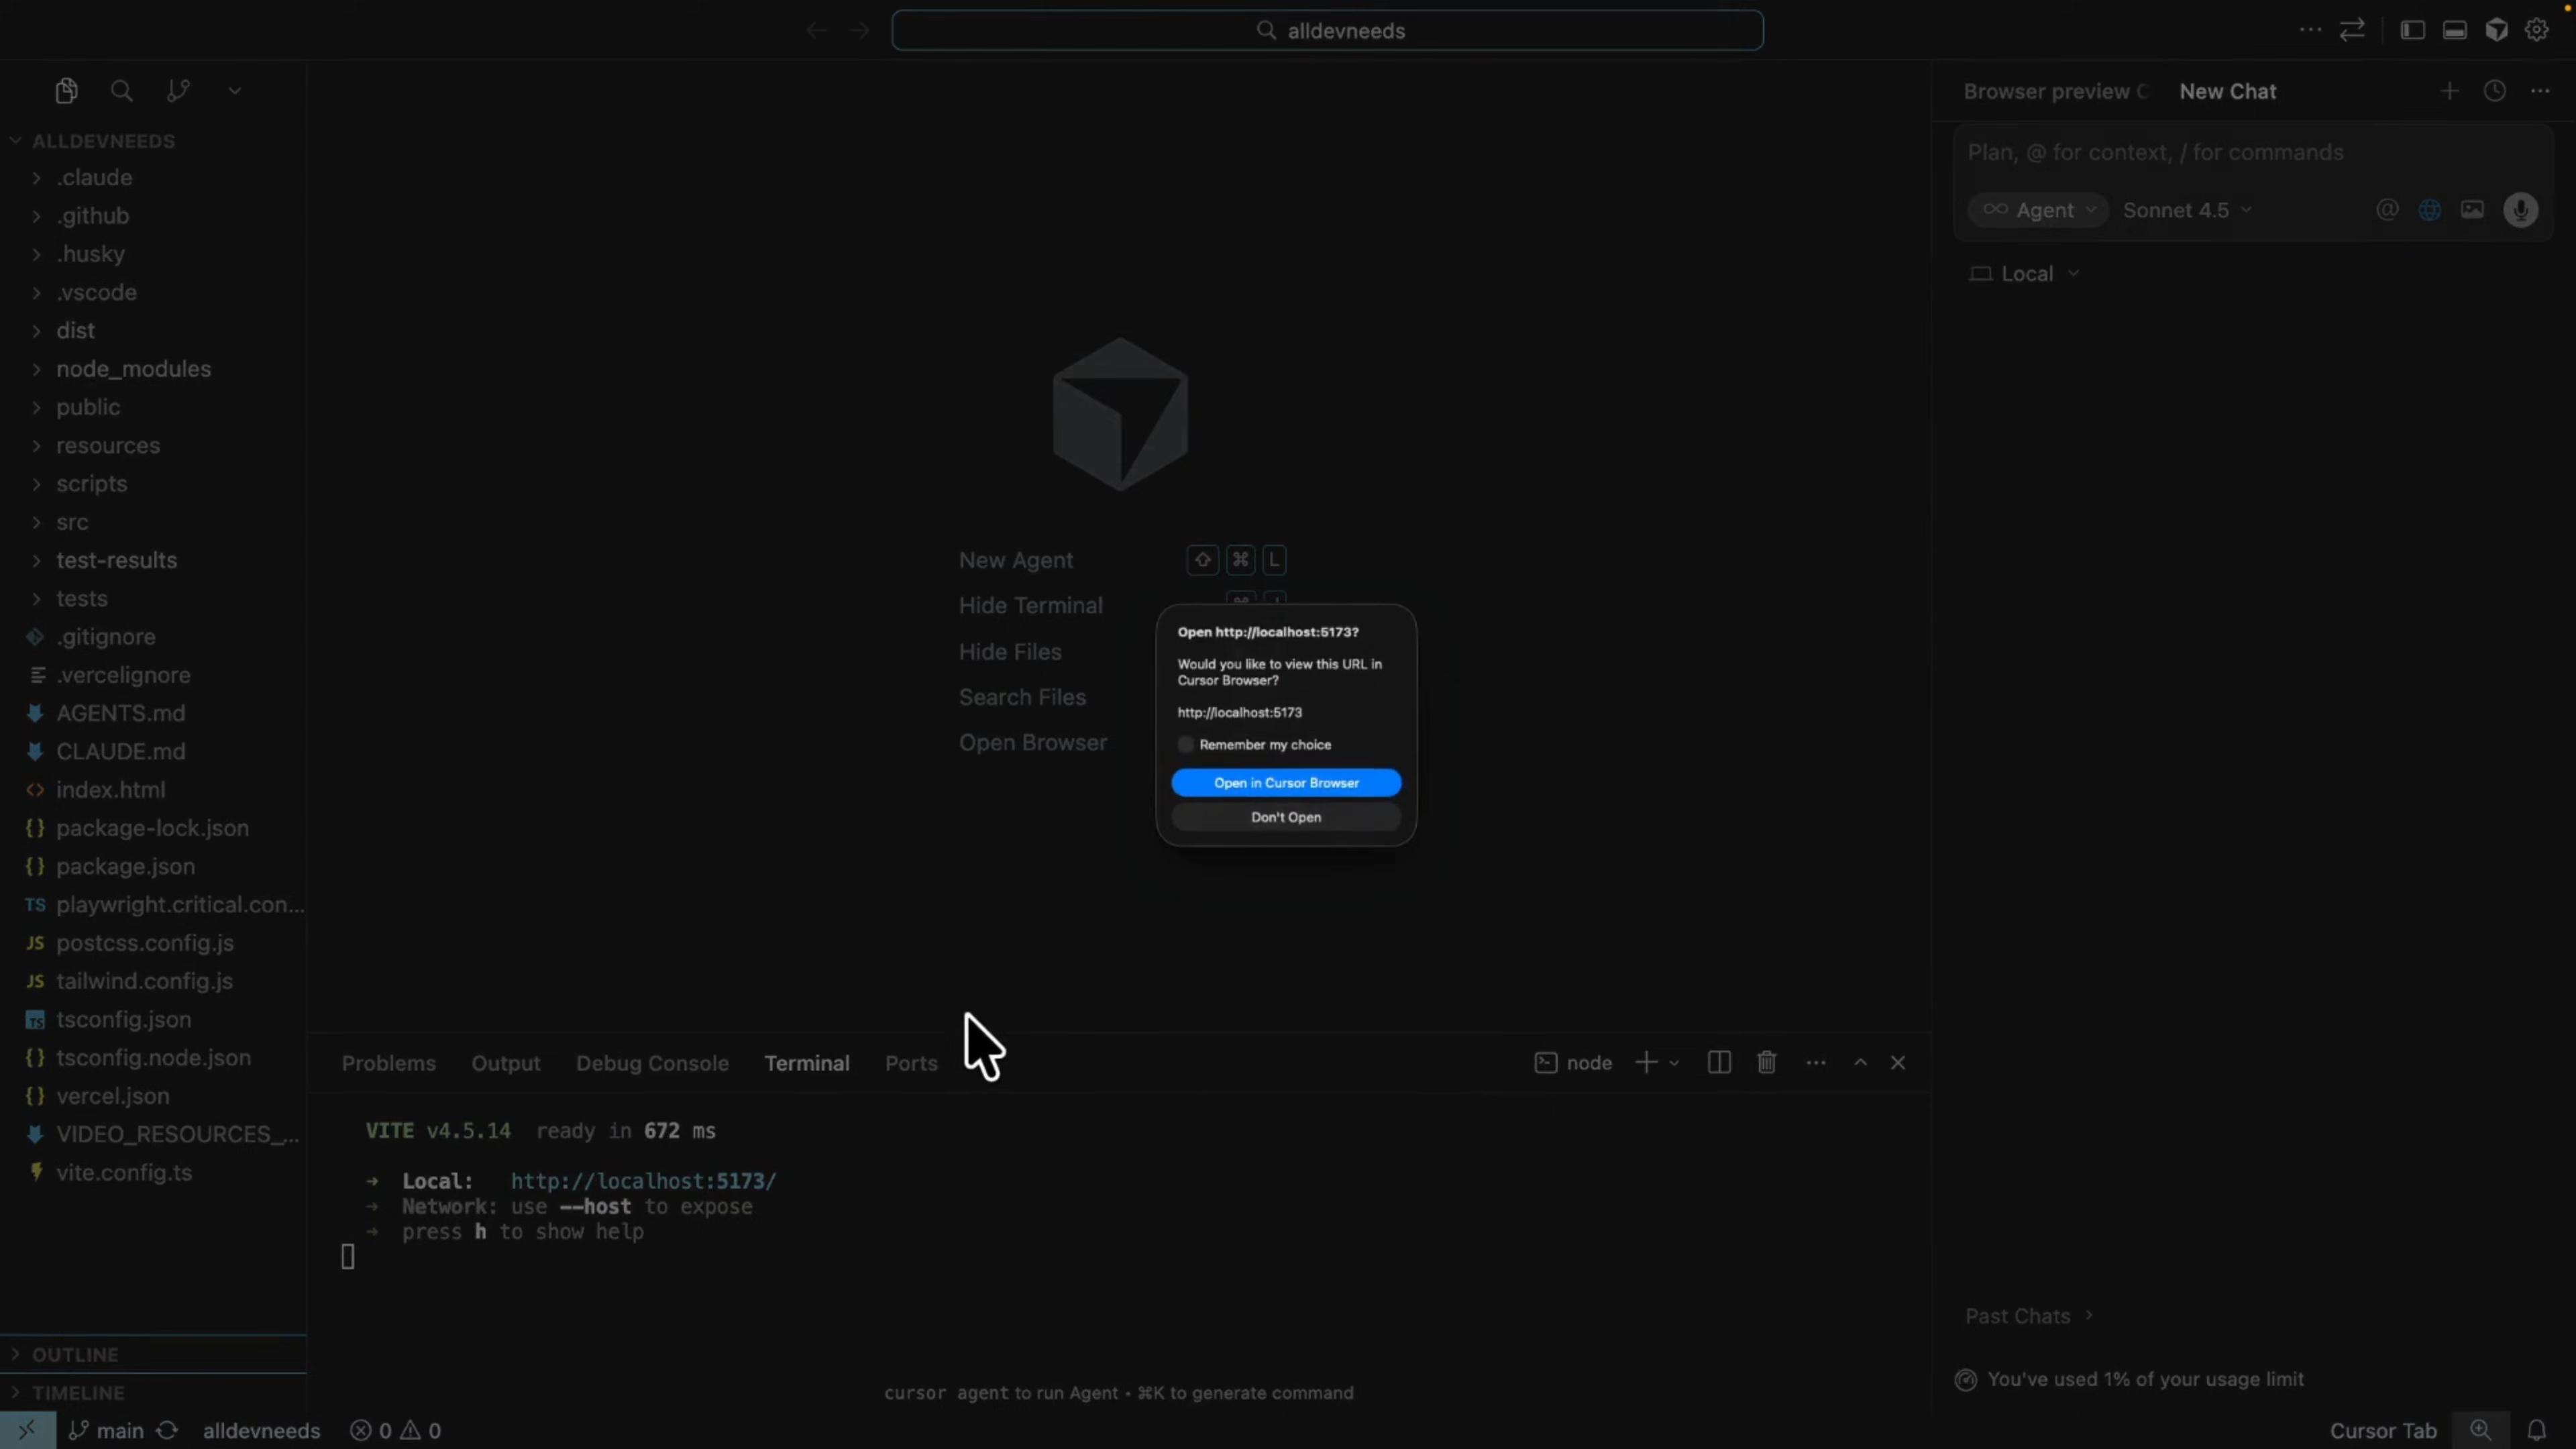 alldevneeds
ALLDEVNEEDS
.claude
.github
.husky
.vscode
dist
node_modules
public
resources
scripts
src
test-results
tests
.gitignore
.vercelignore
AGENTS.md
CLAUDE.md
index.html
package-lock.json
package.json
playwright.critical.con...
postcss.config.js
tailwind.config.js
tsconfig.json
tsconfig.node.json
vercel.json
VIDEO_RESOURCES_...
vite.config.ts
OUTLINE
TIMELINE
New Agent ⇧ ⌘ L
Hide Terminal
Hide Files
Search Files
Open Browser
Open http://localhost:5173?
Would you like to view this URL in
Cursor Browser?
http://localhost:5173
Remember my choice
Open in Cursor Browser
Don't Open
Problems Output Debug Console Terminal Ports
node
VITE v4.5.14 ready in 672 ms
➜ Local: http://localhost:5173/
➜ Network: use --host to expose
➜ press h to show help
cursor agent to run Agent • ⌘K to generate command
Browser preview New Chat
Plan, @ for context, / for commands
Agent Sonnet 4.5
Local
Past Chats
You've used 1% of your usage limit
main alldevneeds 0 0
Cursor Tab